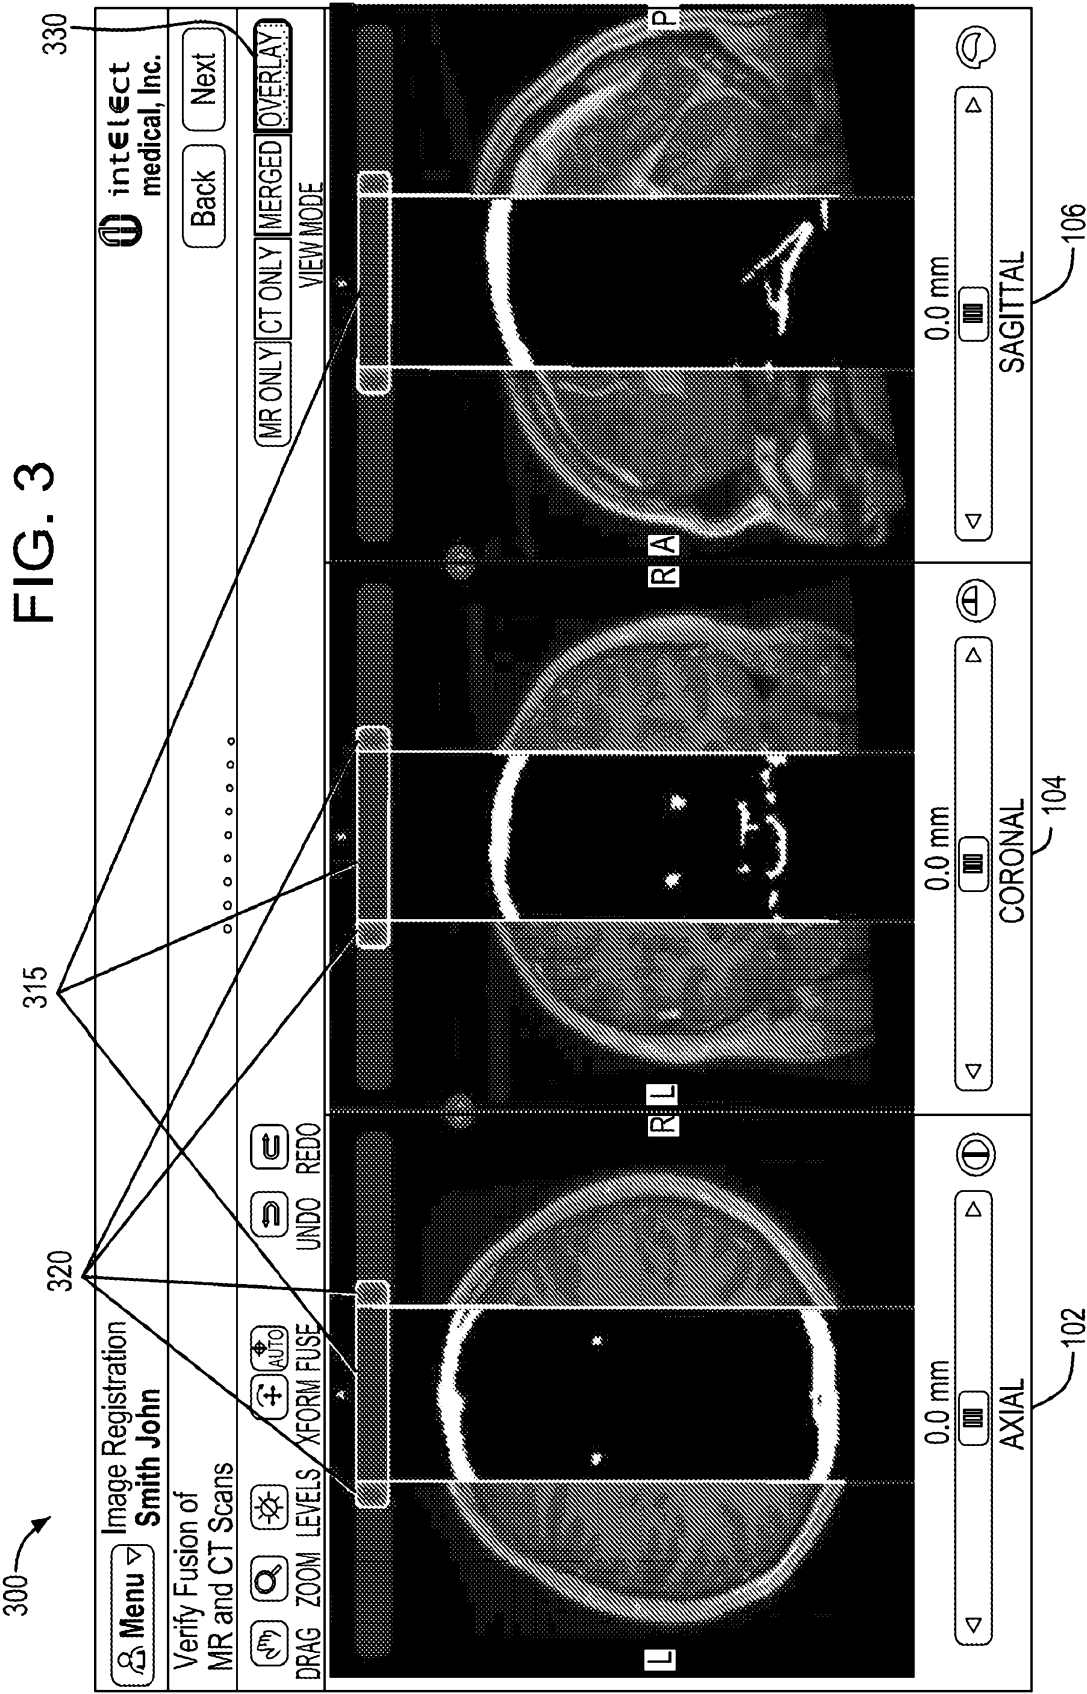 FIG. 3
300
320
315
330
Menu
Image Registration
Smith John
intElEct
medical, Inc.
Verify Fusion of
MR and CT Scans
Back
Next
AUTO
DRAG ZOOM LEVELS XFORM FUSE UNDO REDO
MR ONLY CT ONLY MERGED OVERLAY
VIEW MODE
A S S
L R L R A P
0.0 mm 0.0 mm 0.0 mm
AXIAL CORONAL SAGITTAL
102 104 106